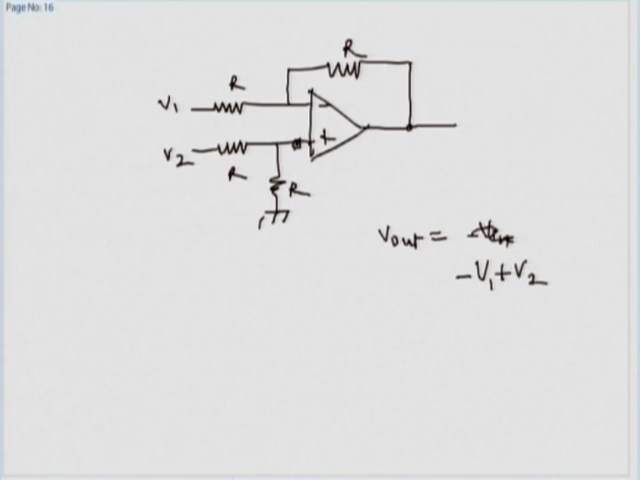 Page No: 16
R
R
V1
- 
V2
+
R
R
Vout =
-V1+V2